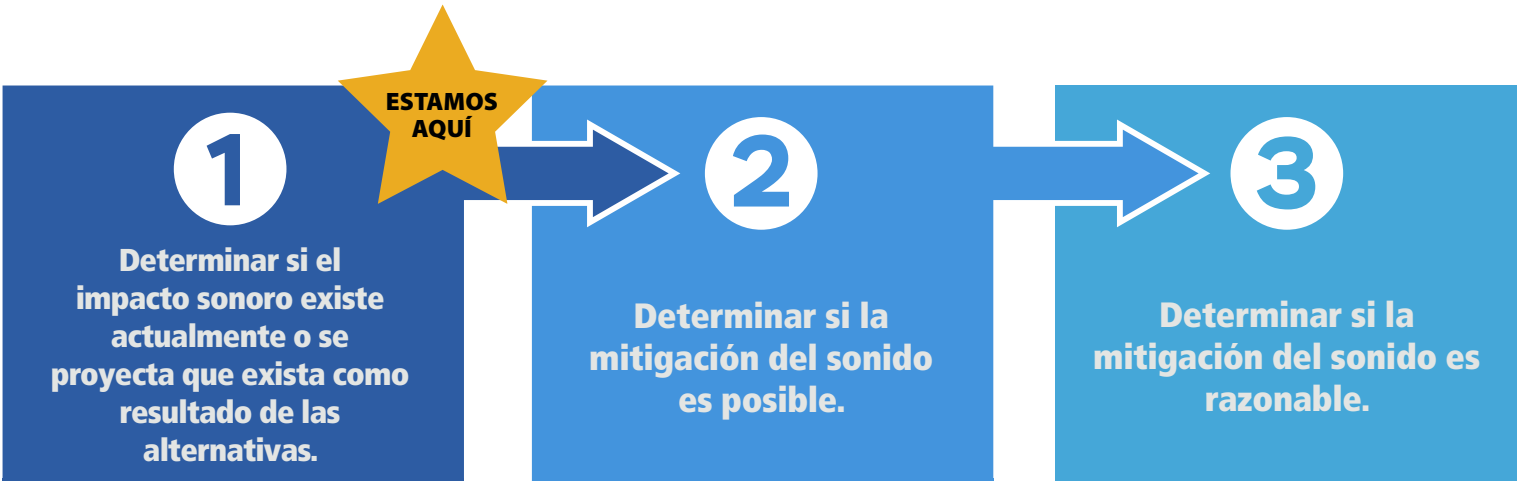 ESTAMOS
AQUÍ
1
Determinar si el
impacto sonoro existe
actualmente o se
proyecta que exista como
resultado de las
alternativas.
2
Determinar si la
mitigación del sonido
es posible.
3
Determinar si la
mitigación del sonido es
razonable.